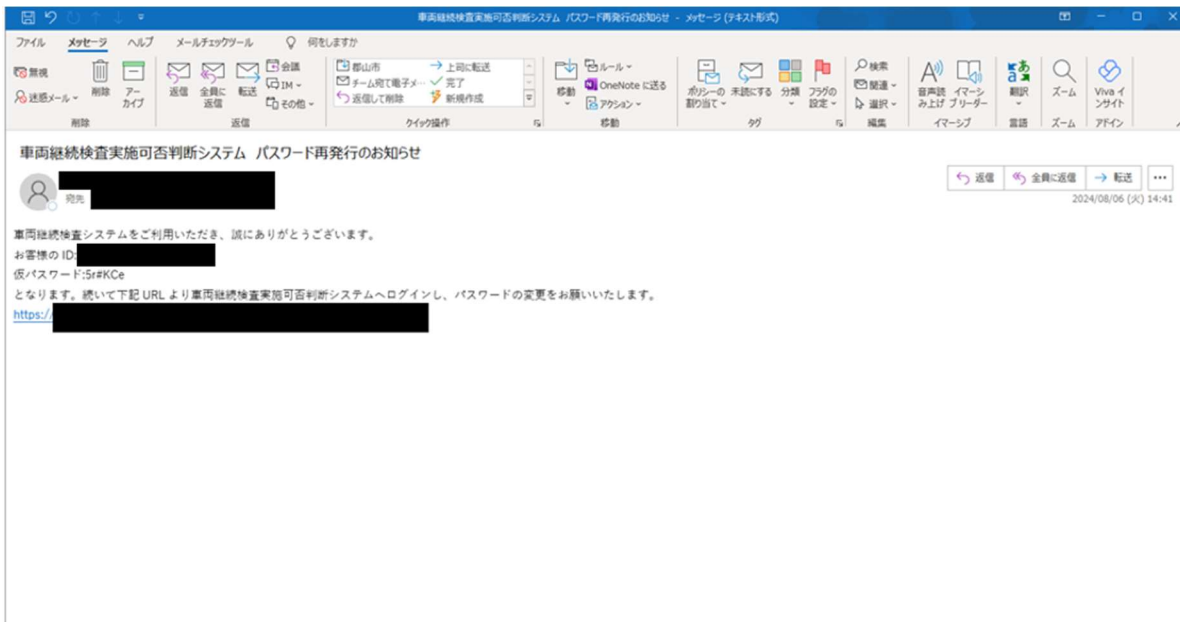 車両継続検査実施可否判断システム パスワード再発行のお知らせ - メッセージ (テキスト形式)
ファイル メッセージ ヘルプ メールチェックツール 何をしますか
無視
迷惑メール
削除
アーカイブ
削除
返信
全員に返信
転送
会議
IM
その他
返信
郡山市
チーム宛て電子メ...
返信して削除
上司に転送
完了
新規作成
クイック操作
移動
ルール
OneNote に送る
アクション
移動
ポリシーの割り当て
未読にする
分類
フラグの設定
タグ
検索
関連
選択
編集
音声読み上げ
イマーシブ リーダー
イマーシブ
翻訳
言語
ズーム
ズーム
Viva インサイト
アドイン
車両継続検査実施可否判断システム パスワード再発行のお知らせ
宛先
返信 全員に返信 転送 …
2024/08/06 (火) 14:41
車両継続検査システムをご利用いただき、誠にありがとうございます。
お客様の ID:
仮パスワード:5r#KCe
となります。続いて下記 URL より車両継続検査実施可否判断システムへログインし、パスワードの変更をお願いいたします。
https://